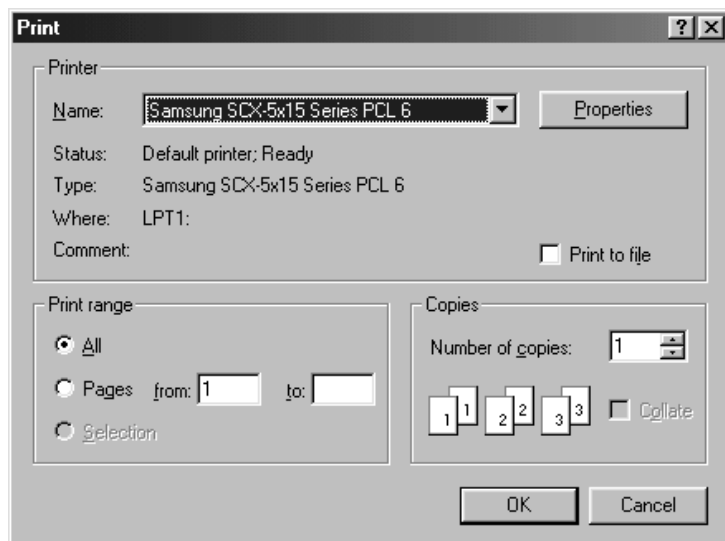 Print
Printer
Name: Samsung SCX-5x15 Series PCL 6 Properties
Status: Default printer; Ready
Type: Samsung SCX-5x15 Series PCL 6
Where: LPT1:
Comment: Print to file
Print range
All
Pages from: 1 to:
Selection
Copies
Number of copies: 1
1 1 2 2 3 3 Collate
OK Cancel